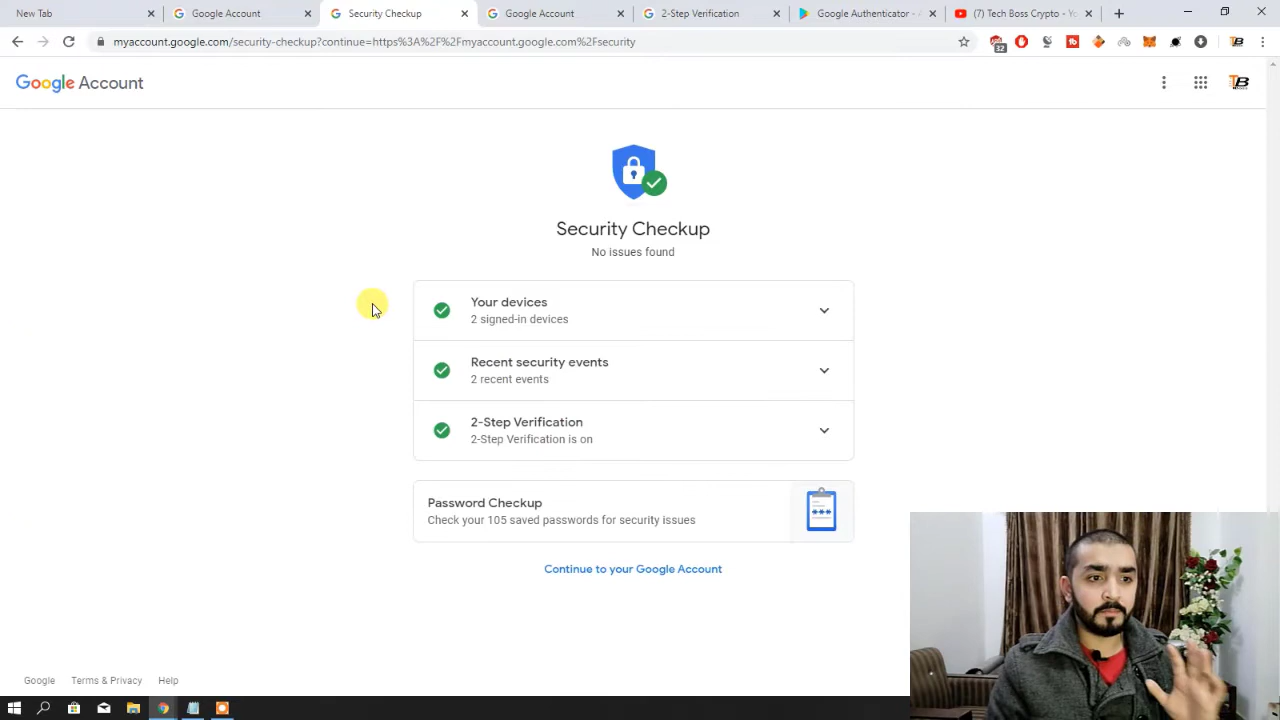 New Tab
Google Account
Security Checkup
Google Account
2-Step Verification
Google Authenticator - A
(7) Tech Boss Crypto - Yo
myaccount.google.com/security-checkup?continue=https%3A%2F%2Fmyaccount.google.com%2Fsecurity
32
TB
Google Account
TB
Security Checkup
No issues found
Your devices
2 signed-in devices
Recent security events
2 recent events
2-Step Verification
2-Step Verification is on
Password Checkup
Check your 105 saved passwords for security issues
***
Continue to your Google Account
Google
Terms & Privacy
Help